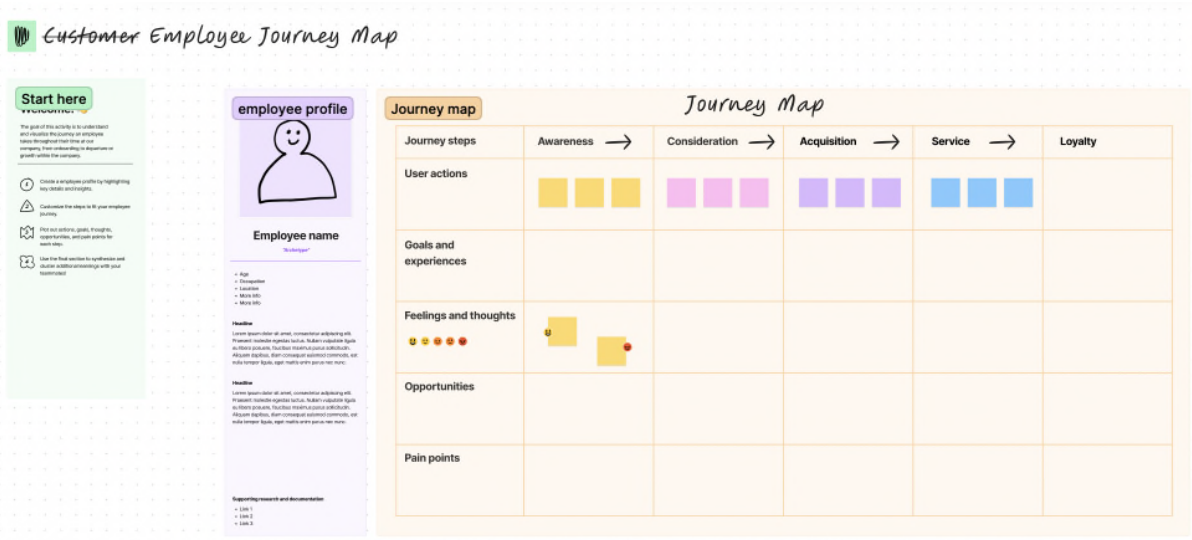 Customer Employee Journey Map
Start here
Welcome!
The goal of this activity is to understand
and visualize the journey an employee
takes throughout their time at our
company, from onboarding to departure or
growth within the company.
1
Create a employee profile by highlighting
key details and insights.
2
Customize the steps to fit your employee
journey.
3
Plot out actions, goals, thoughts,
opportunities, and pain points for
each step.
4
Use the final section to synthesize and
cluster additional learnings with your
teammates!
employee profile
Employee name
"Archetype"
Age
Occupation
Location
More info
More info
Headline
Lorem ipsum dolor sit amet, consectetur adipiscing elit.
Praesent molestie egestas luctus. Nullam vulputate ligula
eu libero posuere, faucibus maximus purus sollicitudin.
Aliquam dapibus, diam consequat euismod commodo, est
nulla tempor ligula, eget mattis enim purus nec nunc.
Headline
Lorem ipsum dolor sit amet, consectetur adipiscing elit.
Praesent molestie egestas luctus. Nullam vulputate ligula
eu libero posuere, faucibus maximus purus sollicitudin.
Aliquam dapibus, diam consequat euismod commodo, est
nulla tempor ligula, eget mattis enim purus nec nunc.
Supporting research and documentation
Link 1
Link 2
Link 3
Journey map
Journey Map
Journey steps
Awareness
Consideration
Acquisition
Service
Loyalty
User actions
Goals and
experiences
Feelings and thoughts
Opportunities
Pain points